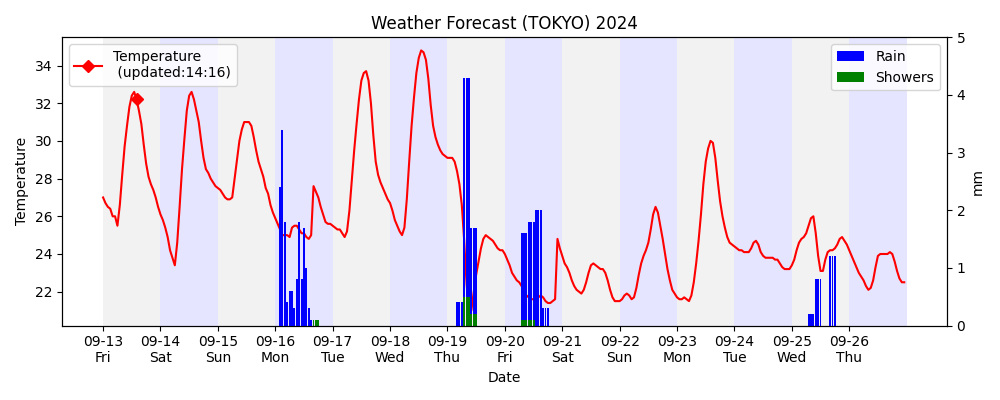 Weather Forecast (TOKYO) 2024
Temperature
(updated:14:16)
Rain
Showers
Temperature
34
32
30
28
26
24
22
5
4
3
2
1
0
mm
09-13 09-14 09-15 09-16 09-17 09-18 09-19 09-20 09-21 09-22 09-23 09-24 09-25 09-26
Fri Sat Sun Mon Tue Wed Thu Fri Sat Sun Mon Tue Wed Thu
Date